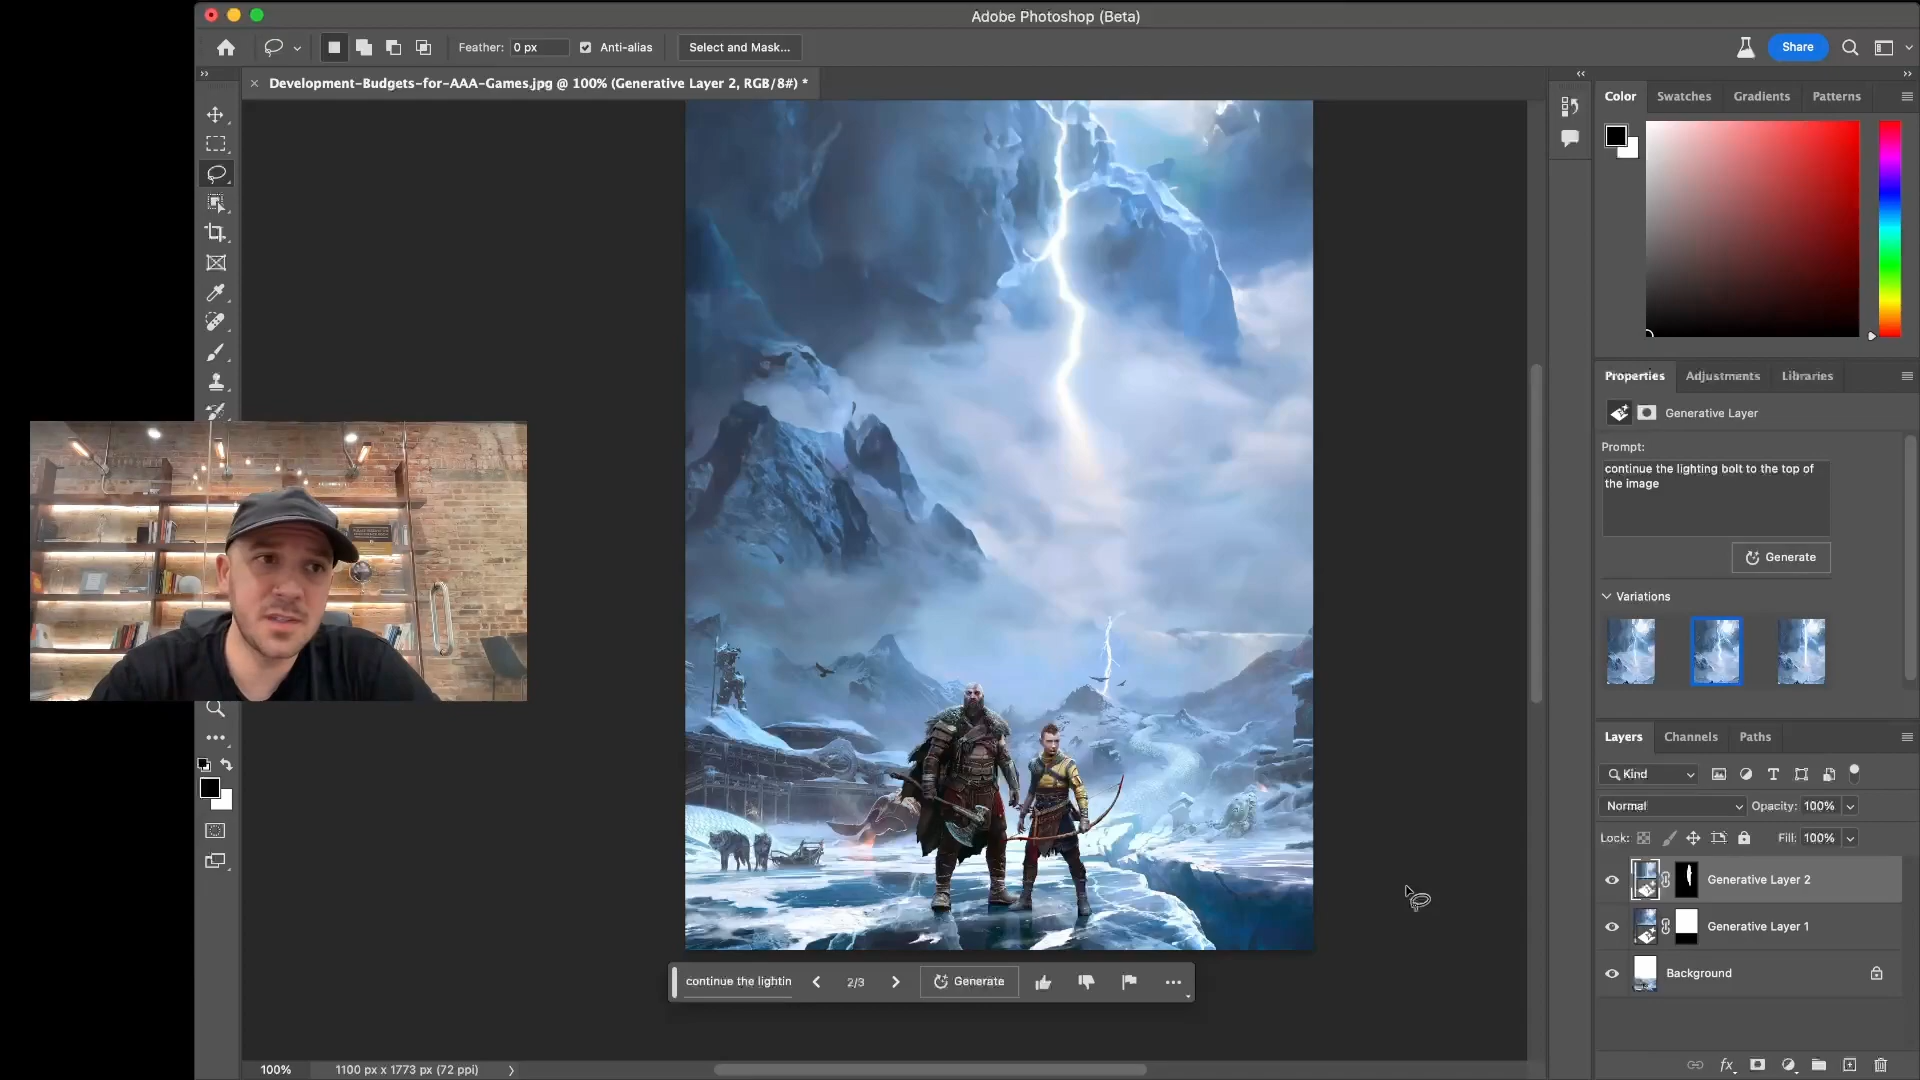 Adobe Photoshop (Beta)
Feather: 0 px Anti-alias Select and Mask... Share
Development-Budgets-for-AAA-Games.jpg @ 100% (Generative Layer 2, RGB/8#) *
Color Swatches Gradients Patterns
Properties Adjustments Libraries
Generative Layer
Prompt:
continue the lighting bolt to the top of
the image
Generate
Variations
Layers Channels Paths
Kind
Normal Opacity: 100%
Lock: Fill: 100%
Generative Layer 2
Generative Layer 1
Background
continue the lightin 2/3 Generate
100% 1100 px x 1773 px (72 ppi)
fx